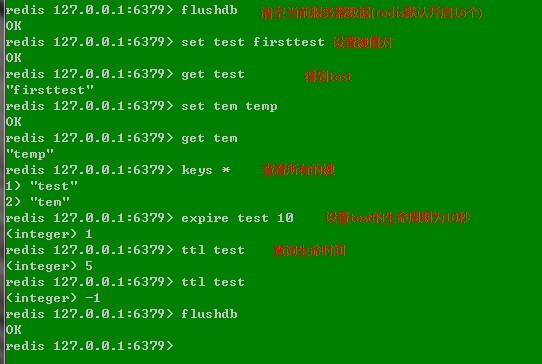 redis 127.0.0.1:6379> flushdb 清空当前服务器数据(redis默认开启16个)
OK
redis 127.0.0.1:6379> set test firsttest 设置键值对
OK
redis 127.0.0.1:6379> get test 得到test
"firsttest"
redis 127.0.0.1:6379> set tem temp
OK
redis 127.0.0.1:6379> get tem
"temp"
redis 127.0.0.1:6379> keys * 查看所有的键
1) "test"
2) "tem"
redis 127.0.0.1:6379> expire test 10 设置test的生命周期为10秒
(integer) 1
redis 127.0.0.1:6379> ttl test 查询生命时间
(integer) 5
redis 127.0.0.1:6379> ttl test
(integer) -1
redis 127.0.0.1:6379> flushdb
OK
redis 127.0.0.1:6379>